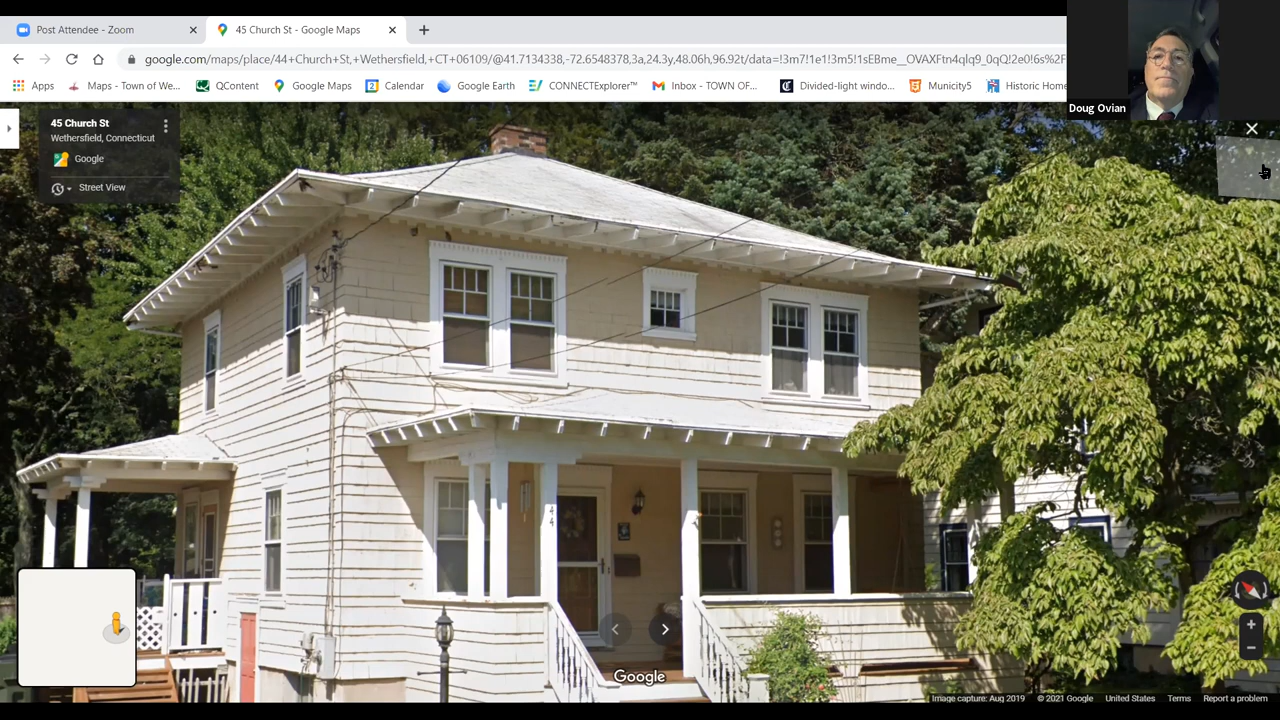 Post Attendee - Zoom
45 Church St - Google Maps
google.com/maps/place/44+Church+St,+Wethersfield,+CT+06109/@41.7134338,-72.6548378,3a,24.3y,48.06h,96.92t/data=!3m7!1e1!3m5!1sEBme__OVAXFtn4qlq9_0qQ!2e0!6s%2F
Apps
Maps - Town of We...
QContent
Google Maps
2
Calendar
Google Earth
CONNECTExplorer™
Inbox - TOWN OF...
Divided-light windo...
Municity5
Historic Home
Doug Ovian
45 Church St
Wethersfield, Connecticut
Google
Street View
44
Google
Image capture: Aug 2019 © 2021 Google United States Terms Report a problem